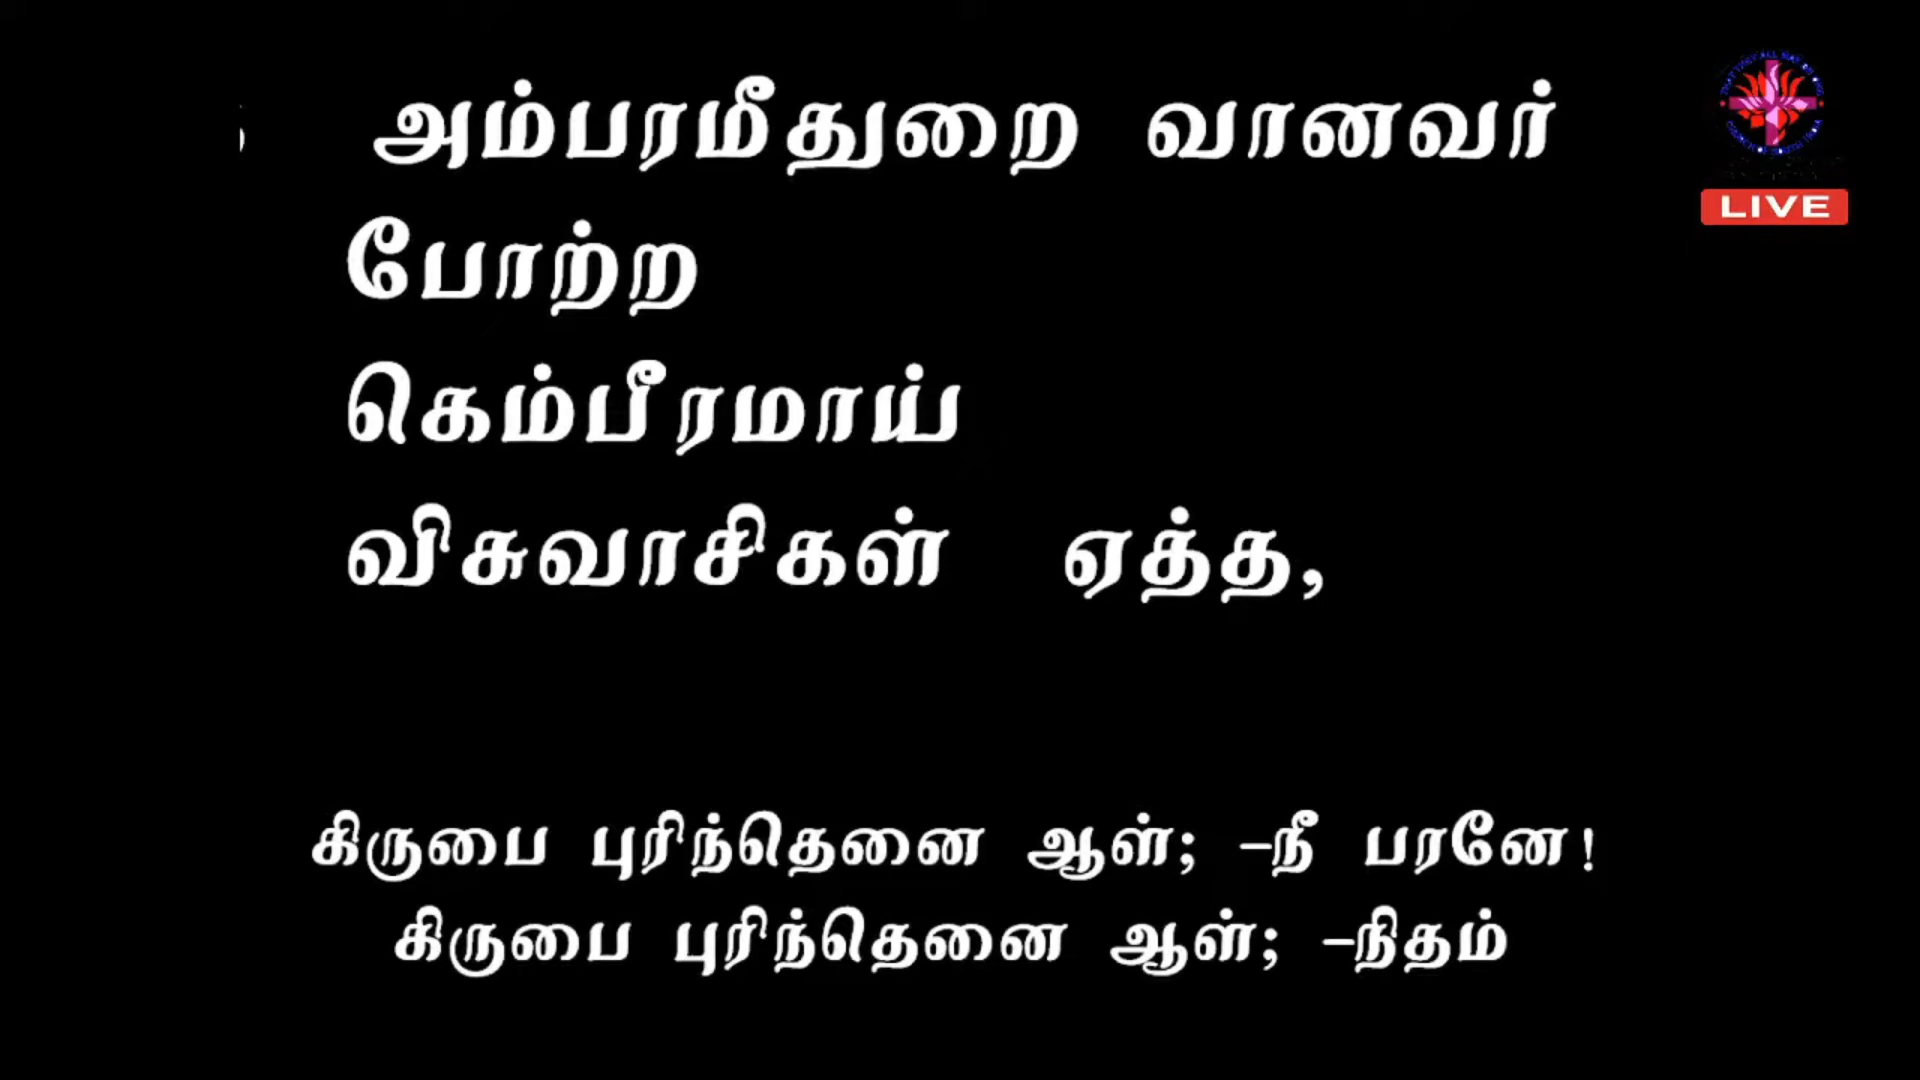 அம்பரமீதுறை வானவர்
LIVE
போற்ற
கெம்பீரமாய்
விசுவாசிகள் ஏத்த,
கிருபை புரிந்தெனை ஆள்; -நீ பரனே!
கிருபை புரிந்தெனை ஆள்; -நிதம்